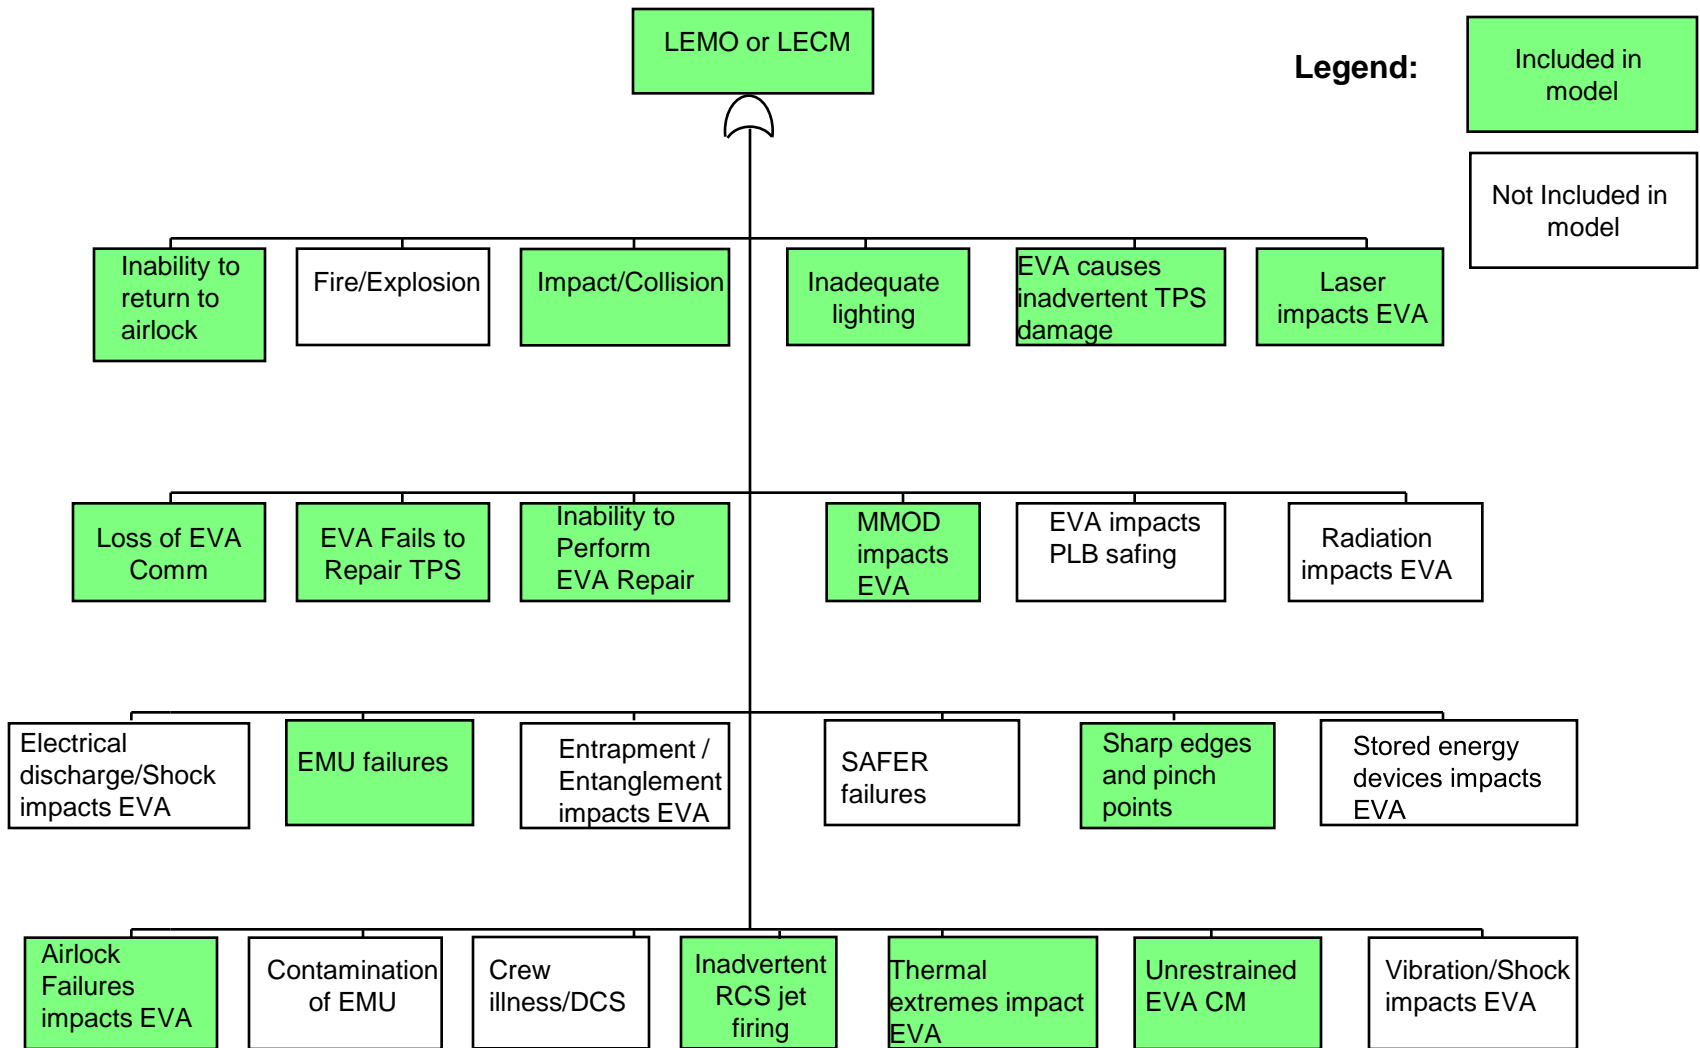 LEMO or LECM
Legend:
Included in
model
Not Included in
model
Inability to
return to
airlock
Fire/Explosion
Impact/Collision
Inadequate
lighting
EVA causes
inadvertent TPS
damage
Laser
impacts EVA
Loss of EVA
Comm
EVA Fails to
Repair TPS
Inability to
Perform
EVA Repair
MMOD
impacts
EVA
EVA impacts
PLB safing
Radiation
impacts EVA
Electrical
discharge/Shock
impacts EVA
EMU failures
Entrapment /
Entanglement
impacts EVA
SAFER
failures
Sharp edges
and pinch
points
Stored energy
devices impacts
EVA
Airlock
Failures
impacts EVA
Contamination
of EMU
Crew
illness/DCS
Inadvertent
RCS jet
firing
Thermal
extremes impact
EVA
Unrestrained
EVA CM
Vibration/Shock
impacts EVA